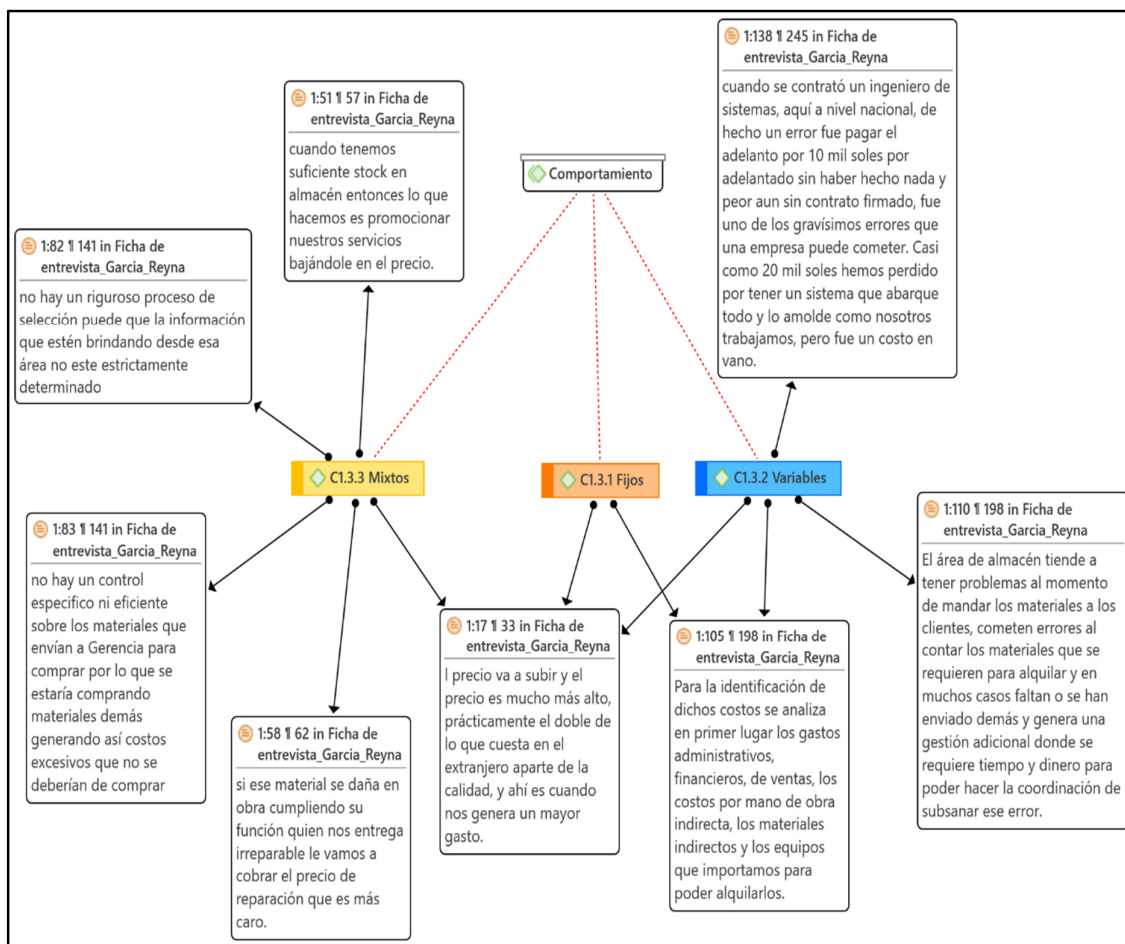 1:138 ¶ 245 in Ficha de
entrevista_Garcia_Reyna
cuando se contrató un ingeniero de
sistemas, aquí a nivel nacional, de
hecho un error fue pagar el
adelanto por 10 mil soles por
adelantado sin haber hecho nada y
peor aun sin contrato firmado, fue
uno de los gravísimos errores que
una empresa puede cometer. Casi
como 20 mil soles hemos perdido
por tener un sistema que abarque
todo y lo amolde como nosotros
trabajamos, pero fue un costo en
vano.
1:51 ¶ 57 in Ficha de
entrevista_Garcia_Reyna
cuando tenemos
suficiente stock en
almacén entonces lo que
hacemos es promocionar
nuestros servicios
bajándole en el precio.
Comportamiento
1:82 ¶ 141 in Ficha de
entrevista_Garcia_Reyna
no hay un riguroso proceso de
selección puede que la información
que estén brindando desde esa
área no este estrictamente
determinado
C1.3.3 Mixtos
C1.3.1 Fijos
C1.3.2 Variables
1:83 ¶ 141 in Ficha de
entrevista_Garcia_Reyna
no hay un control
especifico ni eficiente
sobre los materiales que
envían a Gerencia para
comprar por lo que se
estaría comprando
materiales demás
generando así costos
excesivos que no se
deberían de comprar
1:58 ¶ 62 in Ficha de
entrevista_Garcia_Reyna
si ese material se daña en
obra cumpliendo su
función quien nos entrega
irreparable le vamos a
cobrar el precio de
reparación que es más
caro.
1:17 ¶ 33 in Ficha de
entrevista_Garcia_Reyna
l precio va a subir y el
precio es mucho más alto,
prácticamente el doble de
lo que cuesta en el
extranjero aparte de la
calidad, y ahí es cuando
nos genera un mayor
gasto.
1:105 ¶ 198 in Ficha de
entrevista_Garcia_Reyna
Para la identificación de
dichos costos se analiza
en primer lugar los gastos
administrativos,
financieros, de ventas, los
costos por mano de obra
indirecta, los materiales
indirectos y los equipos
que importamos para
poder alquilarlos.
1:110 ¶ 198 in Ficha de
entrevista_Garcia_Reyna
El área de almacén tiende a
tener problemas al momento
de mandar los materiales a los
clientes, cometen errores al
contar los materiales que se
requieren para alquilar y en
muchos casos faltan o se han
enviado demás y genera una
gestión adicional donde se
requiere tiempo y dinero para
poder hacer la coordinación de
subsanar ese error.